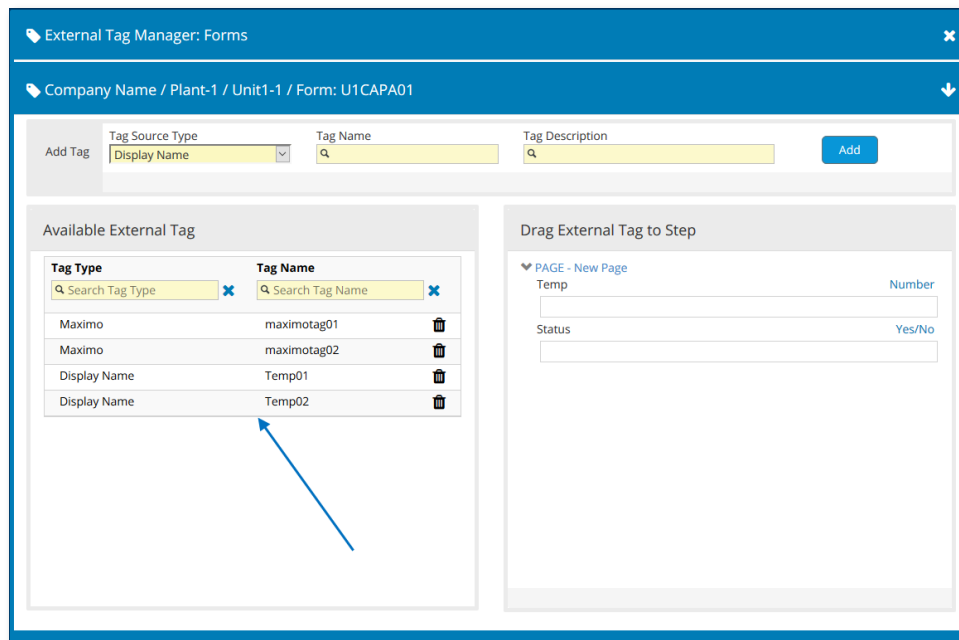 External Tag Manager: Forms
Company Name / Plant-1 / Unit1-1 / Form: U1CAPA01
Add Tag
Tag Source Type
Display Name
Tag Name
Tag Description
Add
Available External Tag
Tag Type
Tag Name
Search Tag Type
Search Tag Name
Maximo
maximotag01
Maximo
maximotag02
Display Name
Temp01
Display Name
Temp02
Drag External Tag to Step
PAGE - New Page
Temp
Number
Status
Yes/No